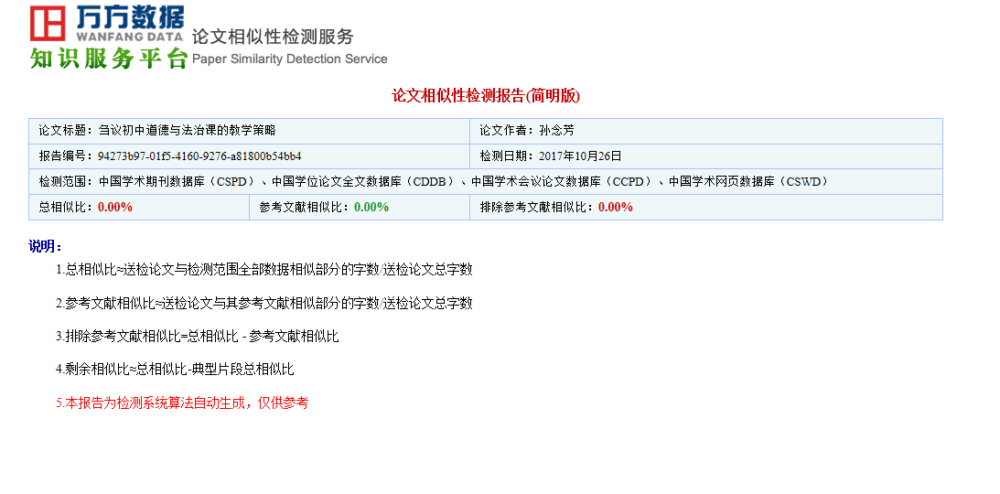 万方数据
WANFANG DATA
知识服务平台
论文相似性检测服务
Paper Similarity Detection Service
论文相似性检测报告(简明版)
论文标题：刍议初中道德与法治课的教学策略
论文作者：孙念芳
报告编号：94273b97-01f5-4160-9276-a81800b54bb4
检测日期：2017年10月26日
检测范围：中国学术期刊数据库（CSPD）、中国学位论文全文数据库（CDDB）、中国学术会议论文数据库（CCPD）、中国学术网页数据库（CSWD）
总相似比：0.00%
参考文献相似比：0.00%
排除参考文献相似比：0.00%
说明：
1.总相似比≈送检论文与检测范围全部数据相似部分的字数/送检论文总字数
2.参考文献相似比≈送检论文与其参考文献相似部分的字数/送检论文总字数
3.排除参考文献相似比=总相似比 - 参考文献相似比
4.剩余相似比≈总相似比-典型片段总相似比
5.本报告为检测系统算法自动生成，仅供参考